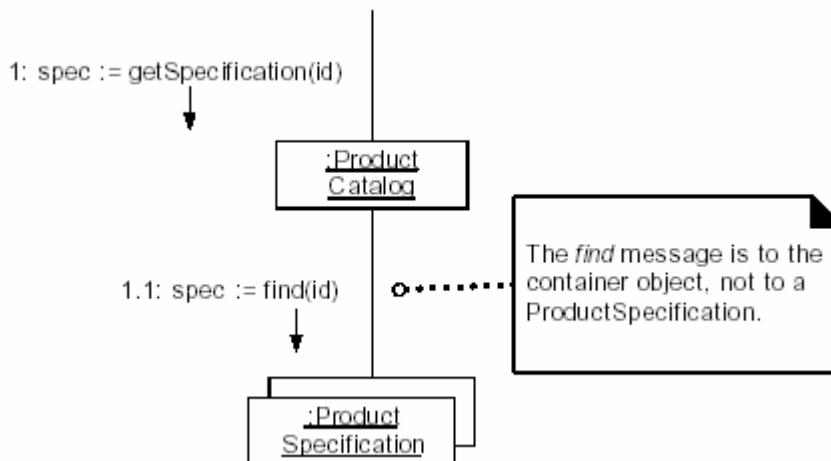 1: spec := getSpecification(id)
:Product
Catalog
The find message is to the
container object, not to a
ProductSpecification.
1.1: spec := find(id)
:Product
Specification